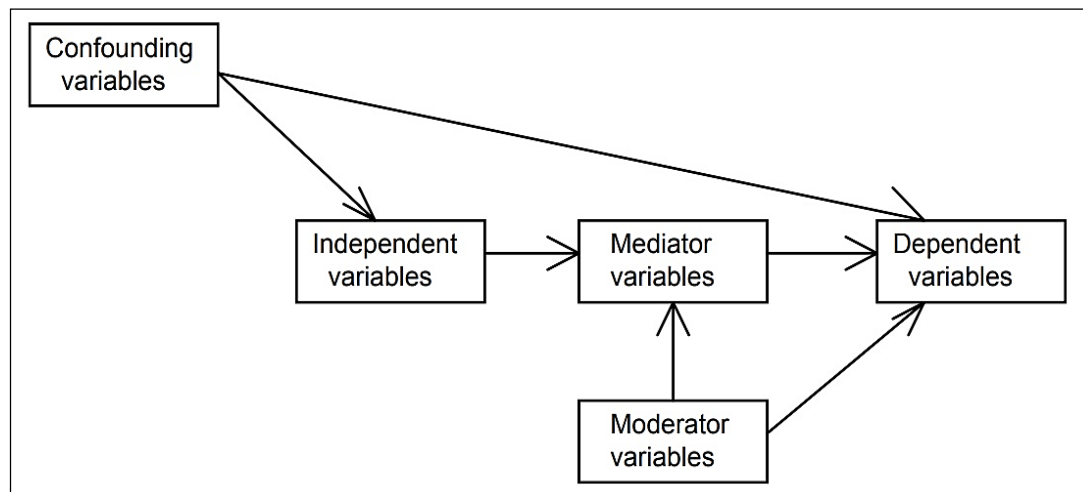 Confounding
variables
Independent
variables
Mediator
variables
Dependent
variables
Moderator
variables